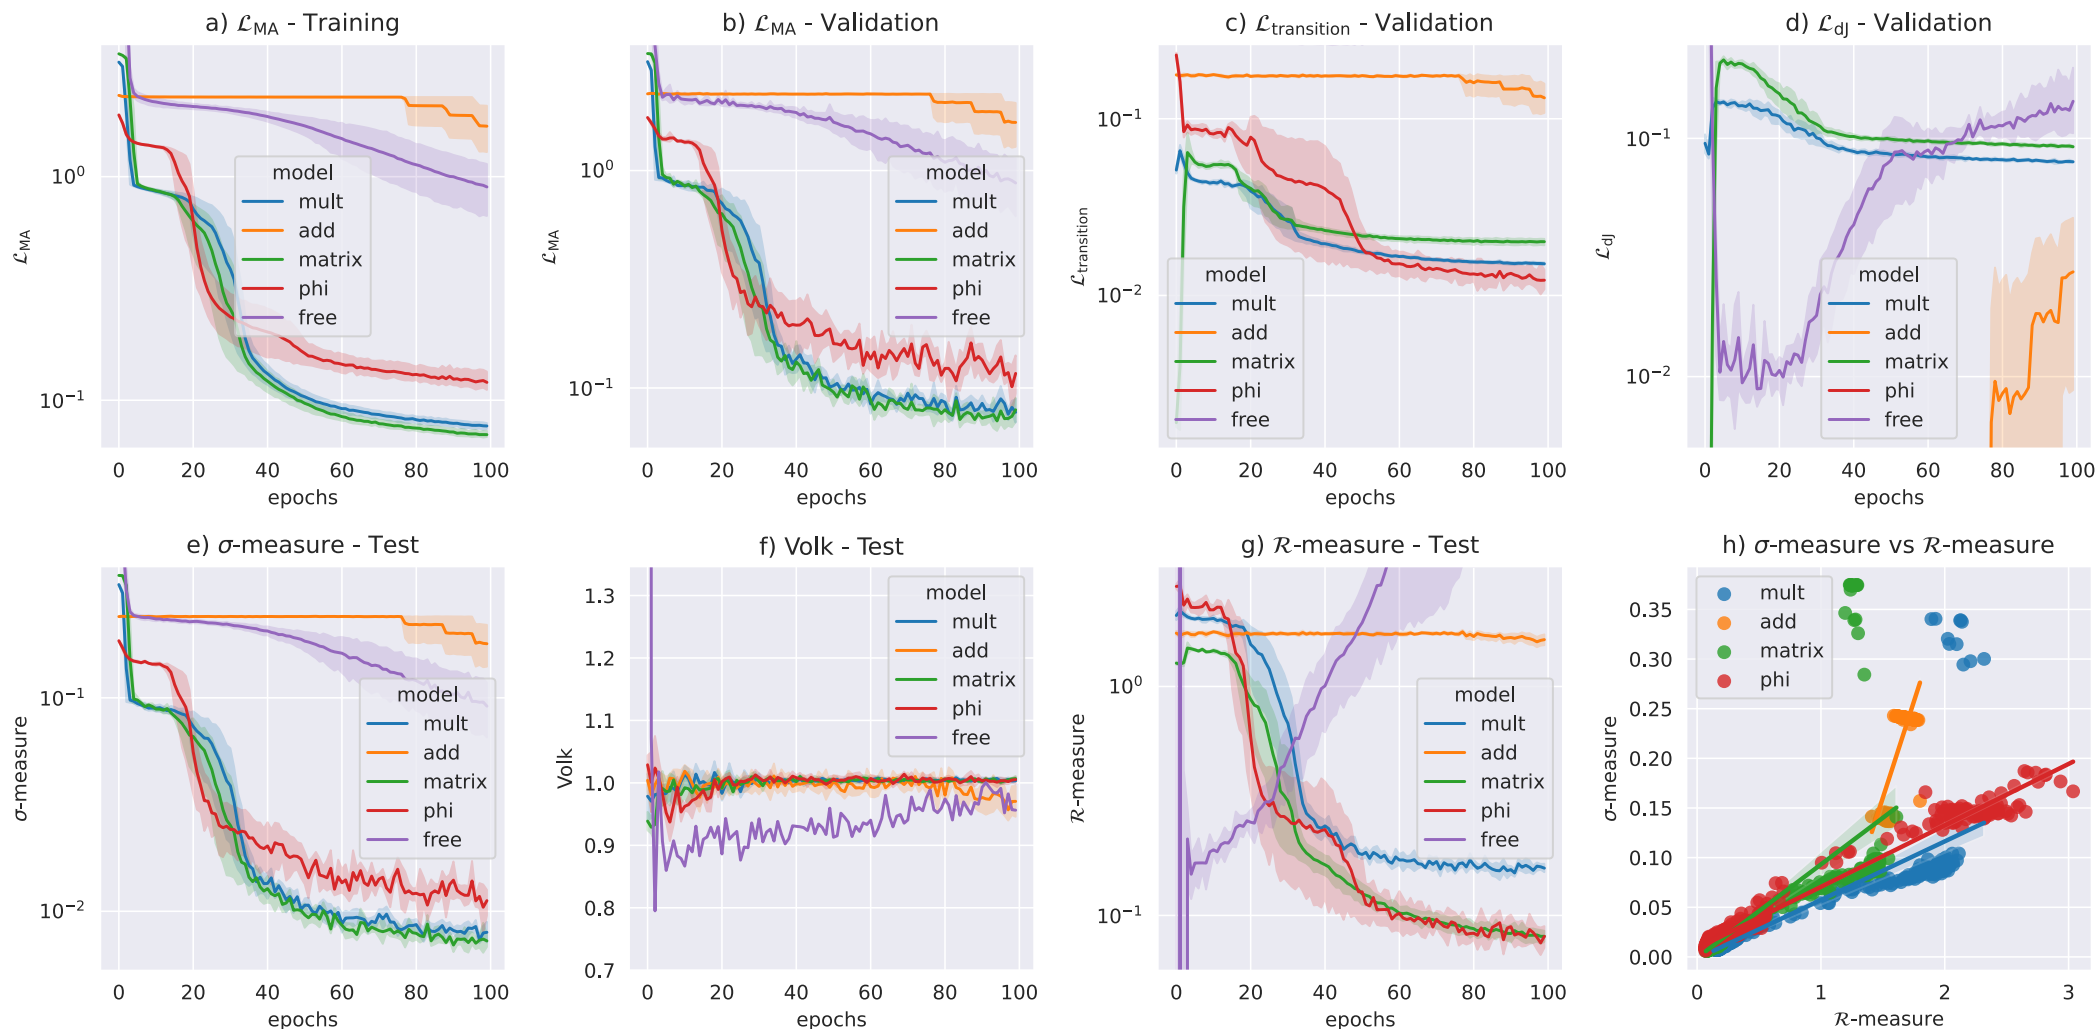 a) ℒMA - Training
ℒMA
10⁰
10⁻¹
model
mult
add
matrix
phi
free
0 20 40 60 80 100
epochs
b) ℒMA - Validation
ℒMA
10⁰
10⁻¹
model
mult
add
matrix
phi
free
0 20 40 60 80 100
epochs
c) ℒtransition - Validation
ℒtransition
10⁻¹
10⁻²
model
mult
add
matrix
phi
free
0 20 40 60 80 100
epochs
d) ℒdJ - Validation
ℒdJ
10⁻¹
10⁻²
model
mult
add
matrix
phi
free
0 20 40 60 80 100
epochs
e) σ-measure - Test
σ-measure
10⁻¹
10⁻²
model
mult
add
matrix
phi
free
0 20 40 60 80 100
epochs
f) Volk - Test
Volk
1.3
1.2
1.1
1.0
0.9
0.8
0.7
model
mult
add
matrix
phi
free
0 20 40 60 80 100
epochs
g) ℛ-measure - Test
ℛ-measure
10⁰
10⁻¹
model
mult
add
matrix
phi
free
0 20 40 60 80 100
epochs
h) σ-measure vs ℛ-measure
σ-measure
0.35
0.30
0.25
0.20
0.15
0.10
0.05
0.00
mult
add
matrix
phi
0 1 2 3
ℛ-measure